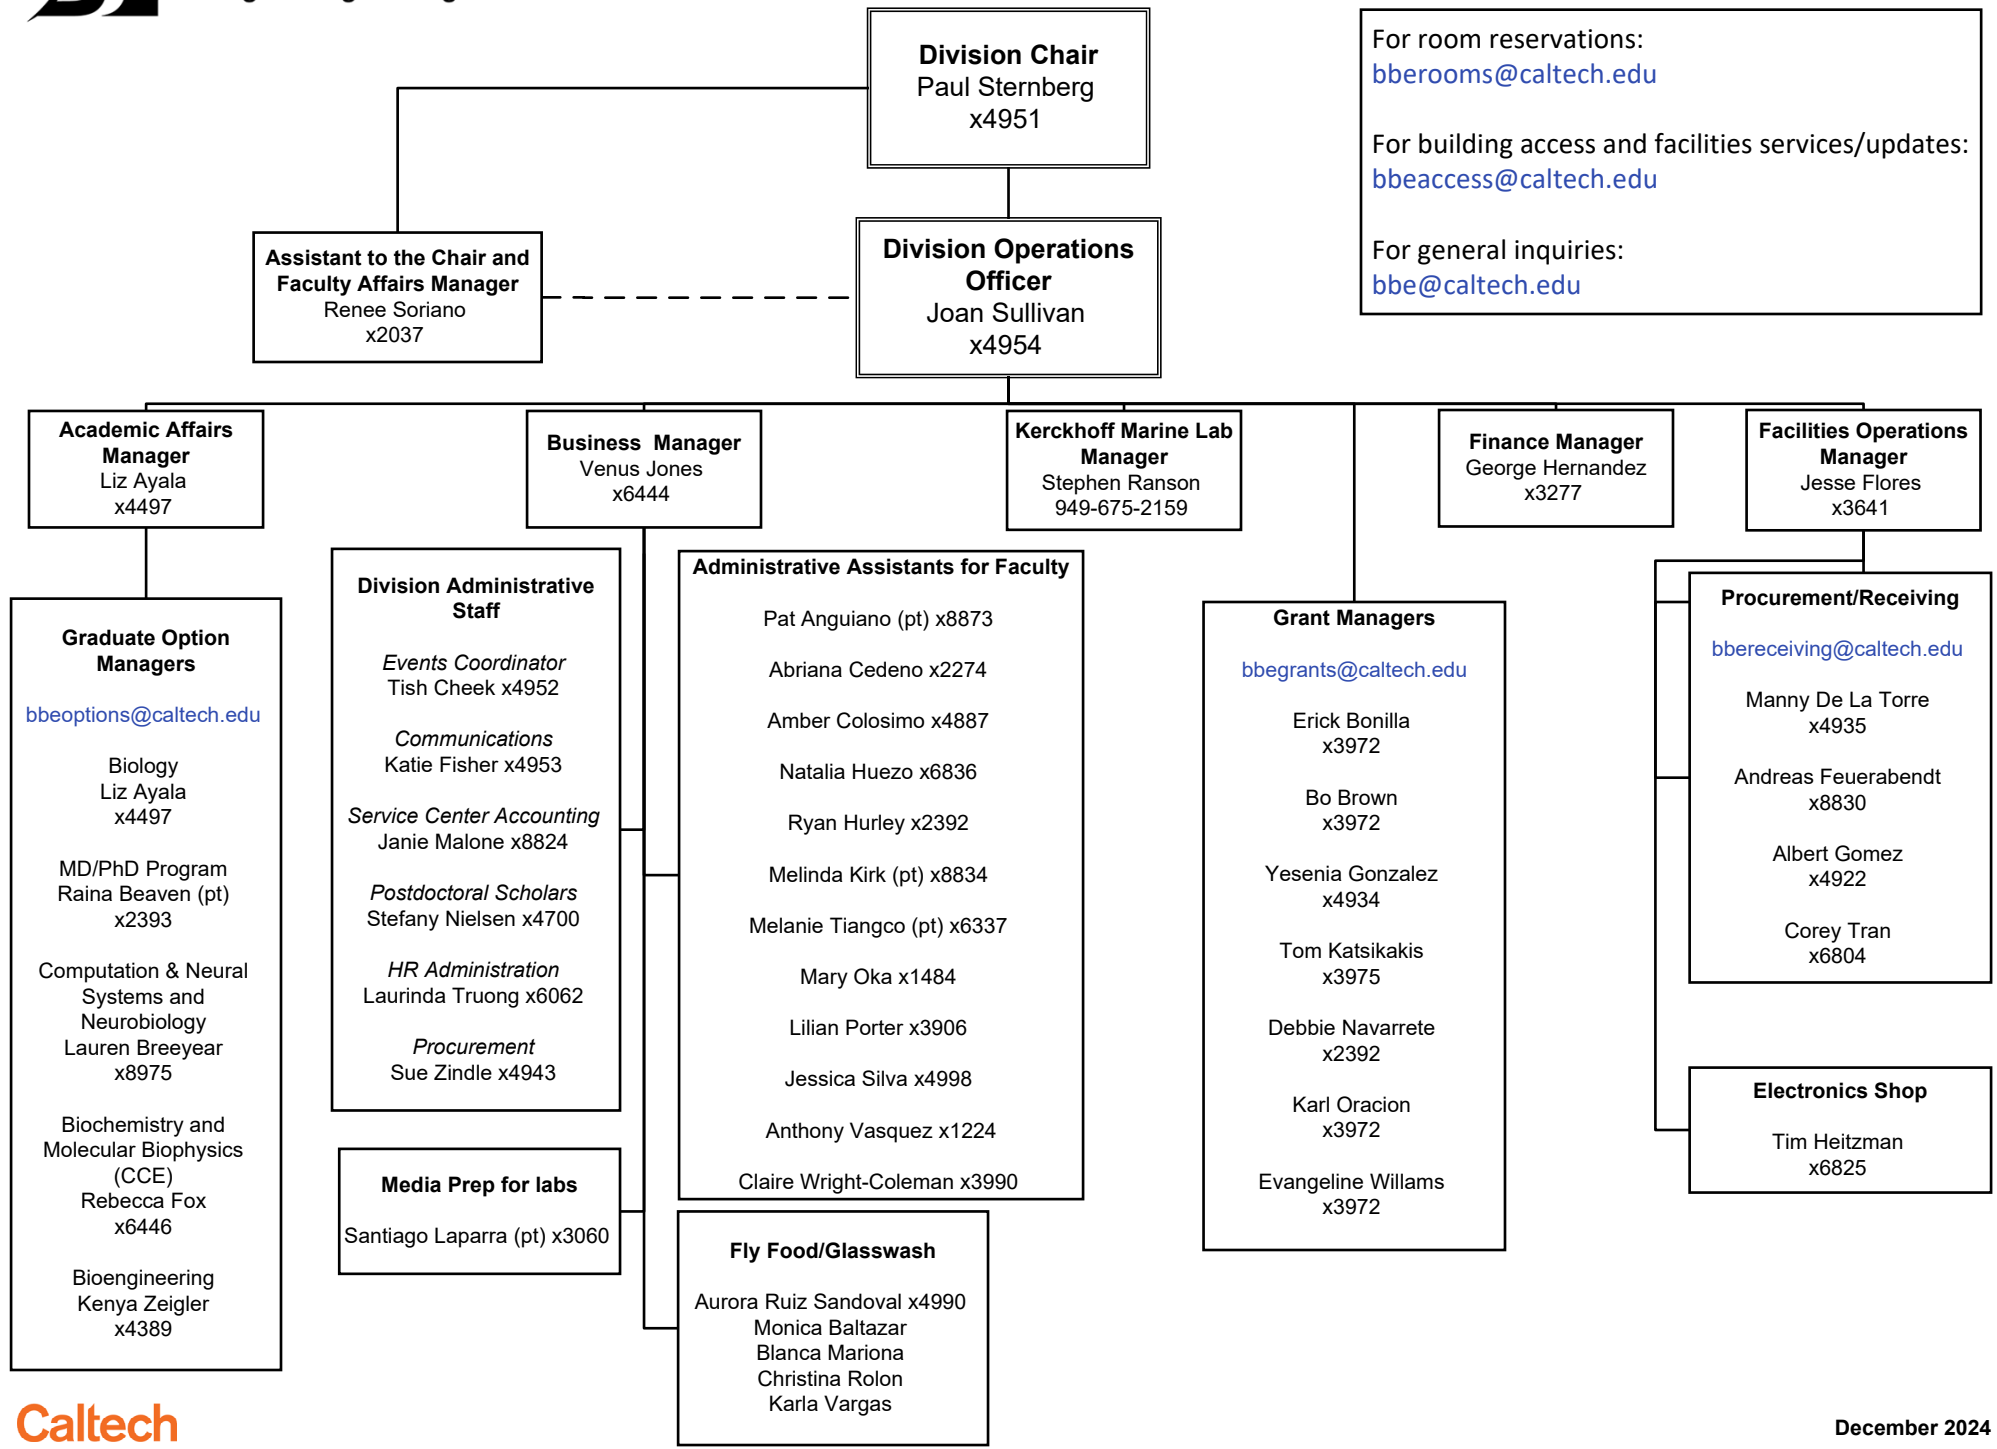 Division Chair
Paul Sternberg
x4951
For room reservations:
bberooms@caltech.edu
For building access and facilities services/updates:
bbeaccess@caltech.edu
For general inquiries:
bbe@caltech.edu
Assistant to the Chair and
Faculty Affairs Manager
Renee Soriano
x2037
Division Operations
Officer
Joan Sullivan
x4954
Academic Affairs
Manager
Liz Ayala
x4497
Business Manager
Venus Jones
x6444
Kerckhoff Marine Lab
Manager
Stephen Ranson
949-675-2159
Finance Manager
George Hernandez
x3277
Facilities Operations
Manager
Jesse Flores
x3641
Graduate Option
Managers
bbeoptions@caltech.edu
Biology
Liz Ayala
x4497
MD/PhD Program
Raina Beaven (pt)
x2393
Computation & Neural
Systems and
Neurobiology
Lauren Breeyear
x8975
Biochemistry and
Molecular Biophysics
(CCE)
Rebecca Fox
x6446
Bioengineering
Kenya Zeigler
x4389
Division Administrative
Staff
Events Coordinator
Tish Cheek x4952
Communications
Katie Fisher x4953
Service Center Accounting
Janie Malone x8824
Postdoctoral Scholars
Stefany Nielsen x4700
HR Administration
Laurinda Truong x6062
Procurement
Sue Zindle x4943
Media Prep for labs
Santiago Laparra (pt) x3060
Administrative Assistants for Faculty
Pat Anguiano (pt) x8873
Abriana Cedeno x2274
Amber Colosimo x4887
Natalia Huezo x6836
Ryan Hurley x2392
Melinda Kirk (pt) x8834
Melanie Tiangco (pt) x6337
Mary Oka x1484
Lilian Porter x3906
Jessica Silva x4998
Anthony Vasquez x1224
Claire Wright-Coleman x3990
Fly Food/Glasswash
Aurora Ruiz Sandoval x4990
Monica Baltazar
Blanca Mariona
Christina Rolon
Karla Vargas
Grant Managers
bbegrants@caltech.edu
Erick Bonilla
x3972
Bo Brown
x3972
Yesenia Gonzalez
x4934
Tom Katsikakis
x3975
Debbie Navarrete
x2392
Karl Oracion
x3972
Evangeline Willams
x3972
Procurement/Receiving
bbereceiving@caltech.edu
Manny De La Torre
x4935
Andreas Feuerabendt
x8830
Albert Gomez
x4922
Corey Tran
x6804
Electronics Shop
Tim Heitzman
x6825
Caltech
December 2024